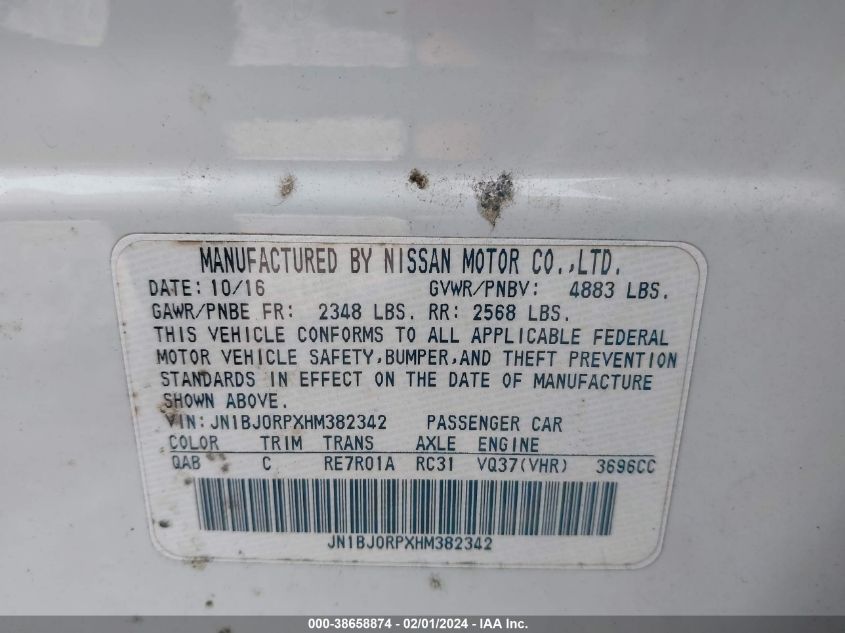 MANUFACTURED BY NISSAN MOTOR CO.,LTD.
DATE: 10/16 GVWR/PNBV: 4883 LBS.
GAWR/PNBE FR: 2348 LBS. RR: 2568 LBS.
THIS VEHICLE CONFORMS TO ALL APPLICABLE FEDERAL
MOTOR VEHICLE SAFETY,BUMPER,AND THEFT PREVENTION
STANDARDS IN EFFECT ON THE DATE OF MANUFACTURE
SHOWN ABOVE.
VIN:JN1BJ0RPXHM382342 PASSENGER CAR
COLOR TRIM TRANS AXLE ENGINE
QAB C RE7R01A RC31 VQ37(VHR) 3696CC
JN1BJ0RPXHM382342
000-38658874 / 02/01/2024 - IAA Inc.